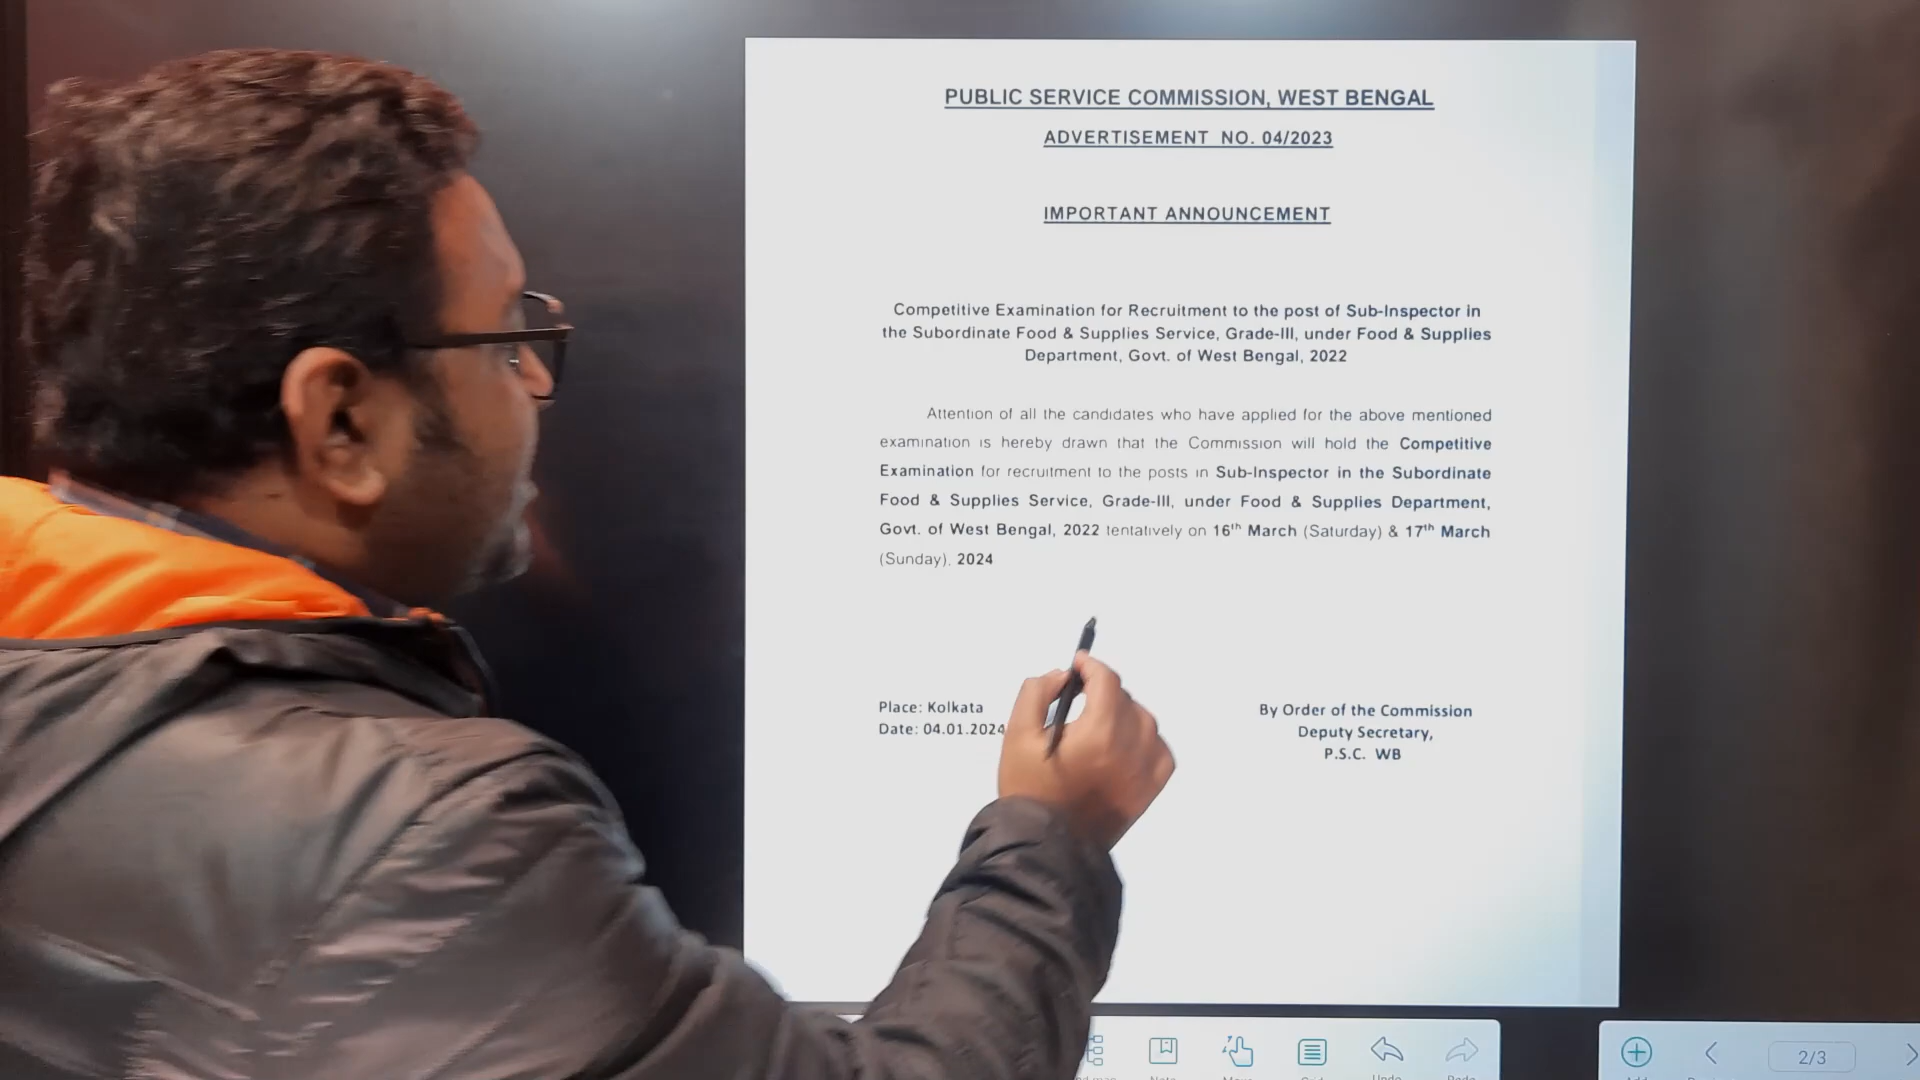 PUBLIC SERVICE COMMISSION, WEST BENGAL
ADVERTISEMENT NO. 04/2023
IMPORTANT ANNOUNCEMENT
Competitive Examination for Recruitment to the post of Sub-Inspector in
the Subordinate Food & Supplies Service, Grade-III, under Food & Supplies
Department, Govt. of West Bengal, 2022
Attention of all the candidates who have applied for the above mentioned
examination is hereby drawn that the Commission will hold the Competitive
Examination for recruitment to the posts in Sub-Inspector in the Subordinate
Food & Supplies Service, Grade-III, under Food & Supplies Department,
Govt. of West Bengal, 2022 tentatively on 16th March (Saturday) & 17th March
(Sunday), 2024
Place: Kolkata
Date: 04.01.2024
By Order of the Commission
Deputy Secretary,
P.S.C. WB
2/3